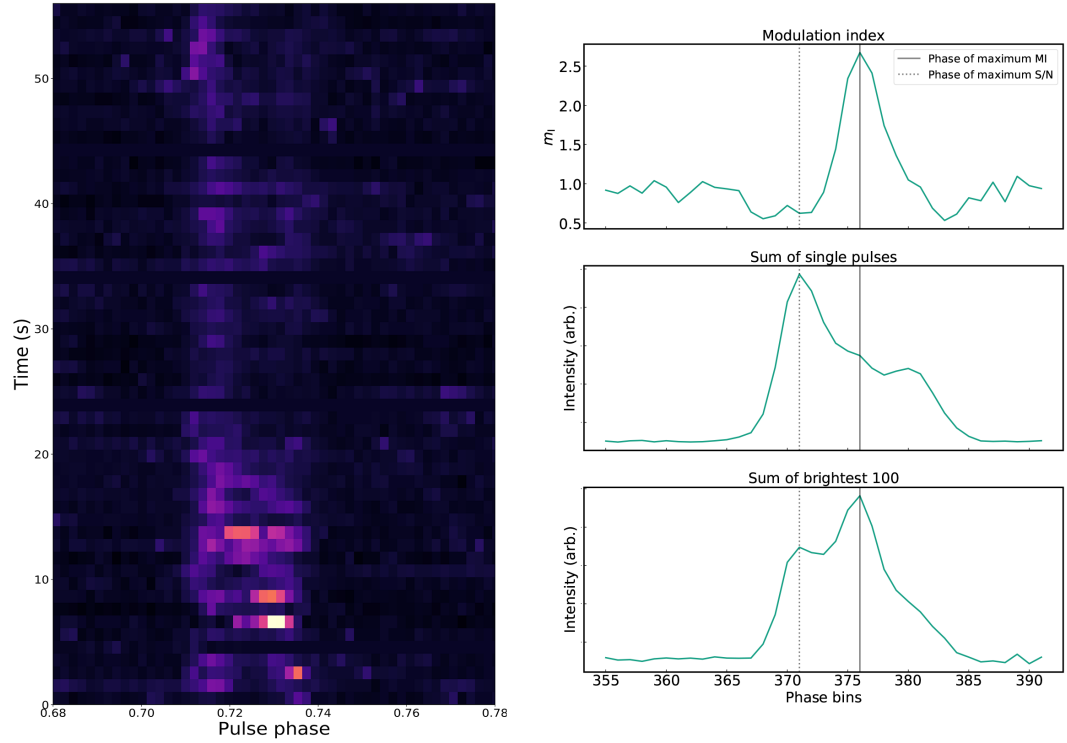 Time (s)
50
40
30
20
10
0
0.68 0.70 0.72 0.74 0.76 0.78
Pulse phase
Modulation index
Phase of maximum MI
Phase of maximum S/N
m_I
2.5
2.0
1.5
1.0
0.5
Sum of single pulses
Intensity (arb.)
Sum of brightest 100
Intensity (arb.)
355 360 365 370 375 380 385 390
Phase bins